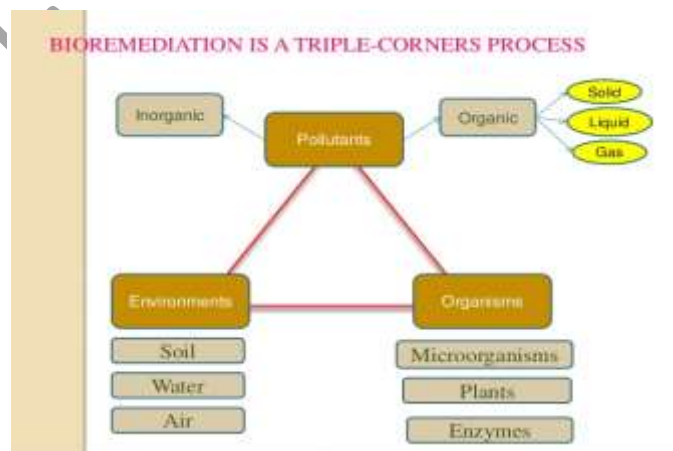 BIOREMEDIATION IS A TRIPLE-CORNERS PROCESS
Inorganic
Pollutants
Organic
Solid
Liquid
Gas
Environments
Organisms
Soil
Water
Air
Microorganisms
Plants
Enzymes